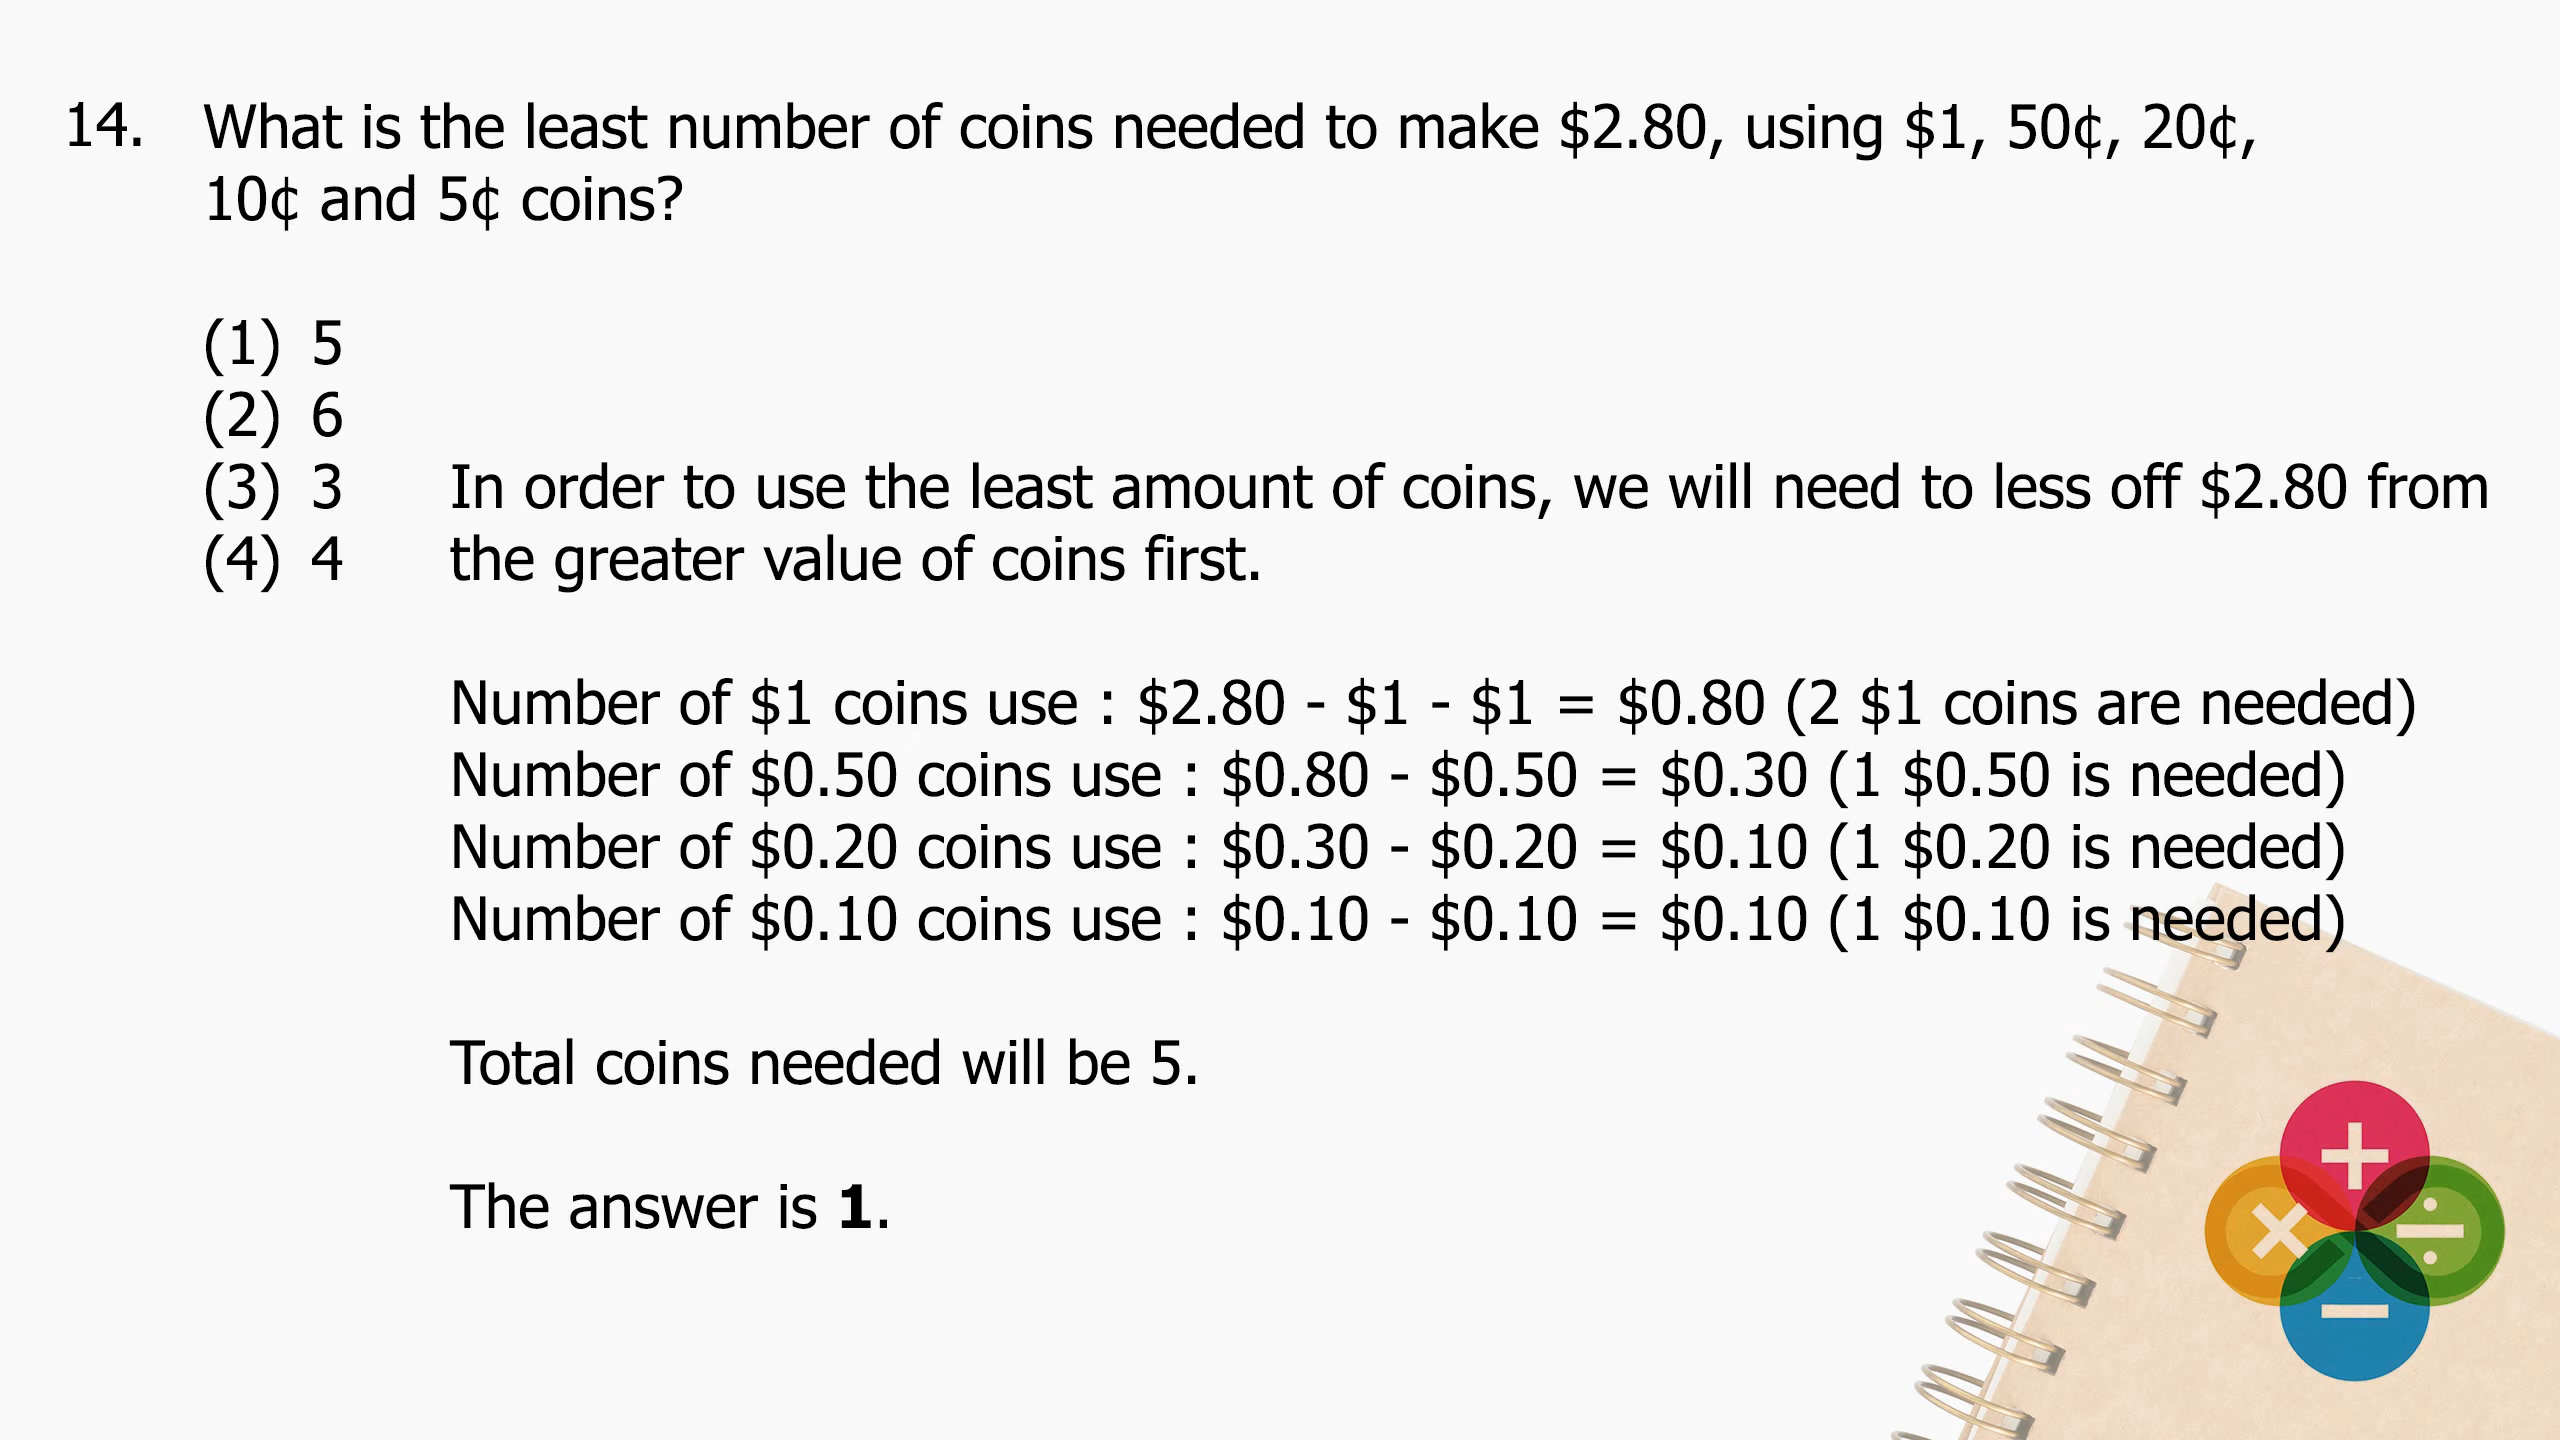 14. What is the least number of coins needed to make $2.80, using $1, 50¢, 20¢,
10¢ and 5¢ coins?
(1) 5
(2) 6
(3) 3
(4) 4
In order to use the least amount of coins, we will need to less off $2.80 from
the greater value of coins first.
Number of $1 coins use : $2.80 - $1 - $1 = $0.80 (2 $1 coins are needed)
Number of $0.50 coins use : $0.80 - $0.50 = $0.30 (1 $0.50 is needed)
Number of $0.20 coins use : $0.30 - $0.20 = $0.10 (1 $0.20 is needed)
Number of $0.10 coins use : $0.10 - $0.10 = $0.10 (1 $0.10 is needed)
Total coins needed will be 5.
The answer is 1.
+
× ÷
−